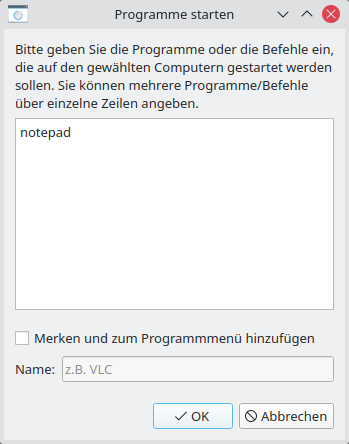 Programme starten
Bitte geben Sie die Programme oder die Befehle ein,
die auf den gewählten Computern gestartet werden
sollen. Sie können mehrere Programme/Befehle
über einzelne Zeilen angeben.
notepad
Merken und zum Programmmenü hinzufügen
Name: z.B. VLC
OK Abbrechen